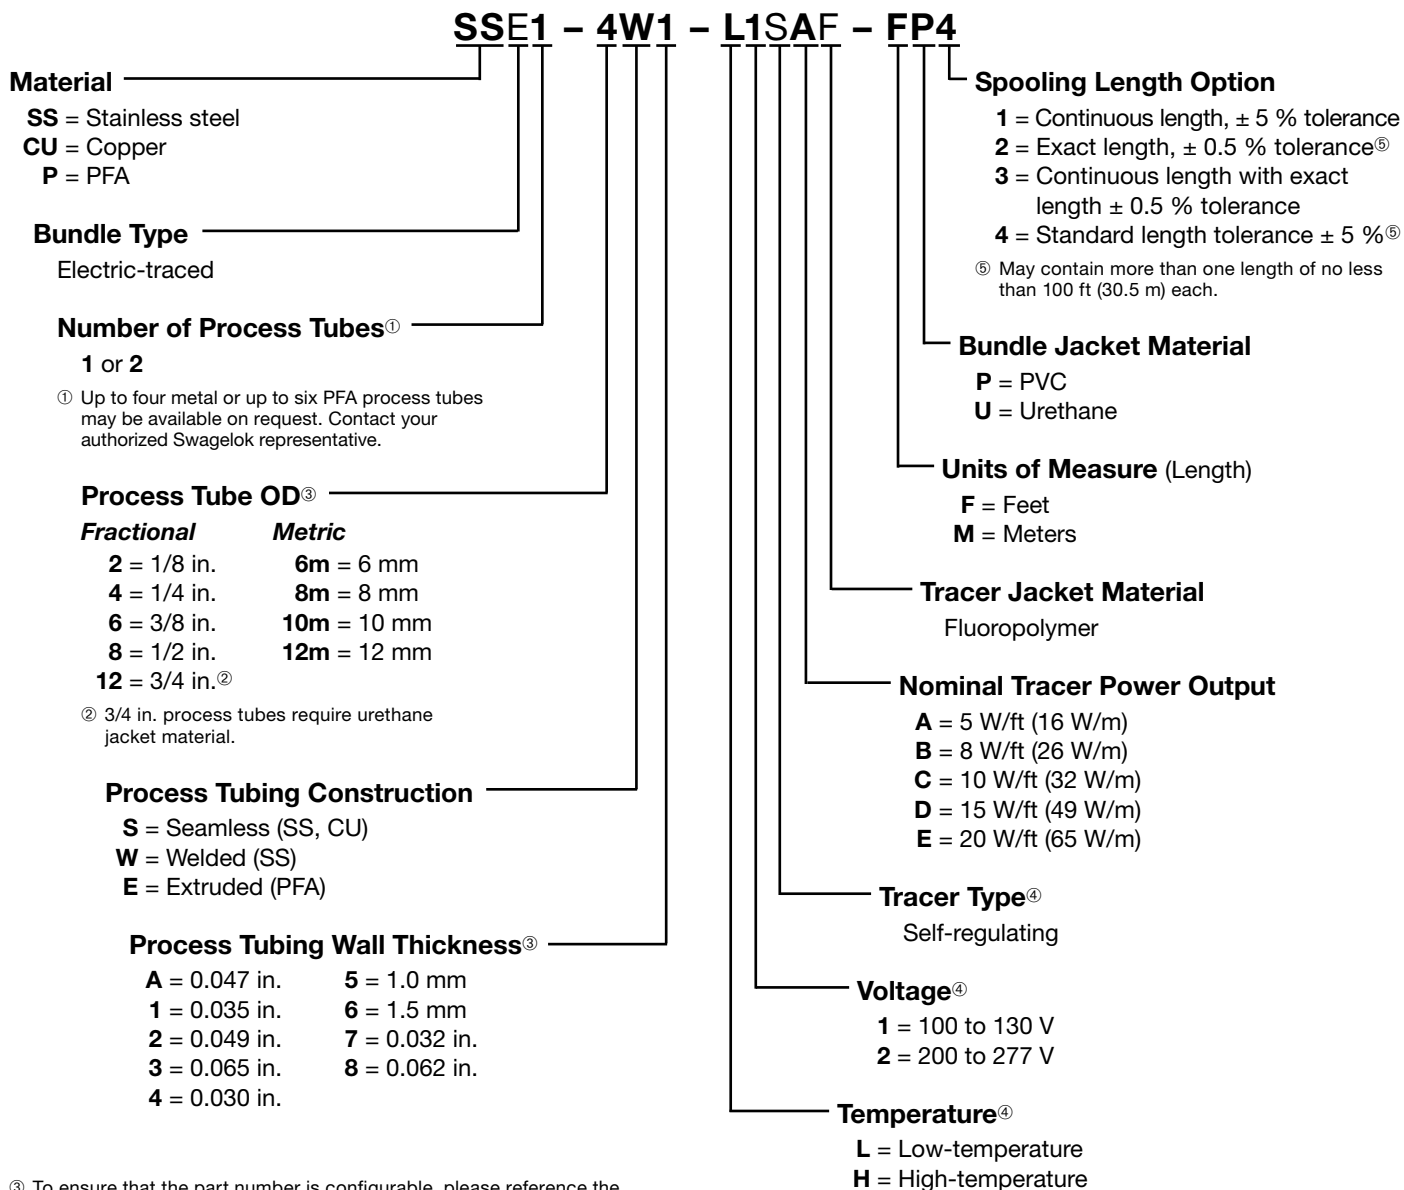 SSE1 – 4W1 – L1SAF – FP4
Material
SS = Stainless steel
CU = Copper
P = PFA
Bundle Type
Electric-traced
Number of Process Tubes①
1 or 2
① Up to four metal or up to six PFA process tubes
may be available on request. Contact your
authorized Swagelok representative.
Process Tube OD③
Fractional Metric
2 = 1/8 in. 6m = 6 mm
4 = 1/4 in. 8m = 8 mm
6 = 3/8 in. 10m = 10 mm
8 = 1/2 in. 12m = 12 mm
12 = 3/4 in.②
② 3/4 in. process tubes require urethane
jacket material.
Process Tubing Construction
S = Seamless (SS, CU)
W = Welded (SS)
E = Extruded (PFA)
Process Tubing Wall Thickness③
A = 0.047 in. 5 = 1.0 mm
1 = 0.035 in. 6 = 1.5 mm
2 = 0.049 in. 7 = 0.032 in.
3 = 0.065 in. 8 = 0.062 in.
4 = 0.030 in.
③ To ensure that the part number is configurable, please reference the
Spooling Length Option
1 = Continuous length, ± 5 % tolerance
2 = Exact length, ± 0.5 % tolerance⑤
3 = Continuous length with exact
length ± 0.5 % tolerance
4 = Standard length tolerance ± 5 %⑤
⑤ May contain more than one length of no less
than 100 ft (30.5 m) each.
Bundle Jacket Material
P = PVC
U = Urethane
Units of Measure (Length)
F = Feet
M = Meters
Tracer Jacket Material
Fluoropolymer
Nominal Tracer Power Output
A = 5 W/ft (16 W/m)
B = 8 W/ft (26 W/m)
C = 10 W/ft (32 W/m)
D = 15 W/ft (49 W/m)
E = 20 W/ft (65 W/m)
Tracer Type④
Self-regulating
Voltage④
1 = 100 to 130 V
2 = 200 to 277 V
Temperature④
L = Low-temperature
H = High-temperature